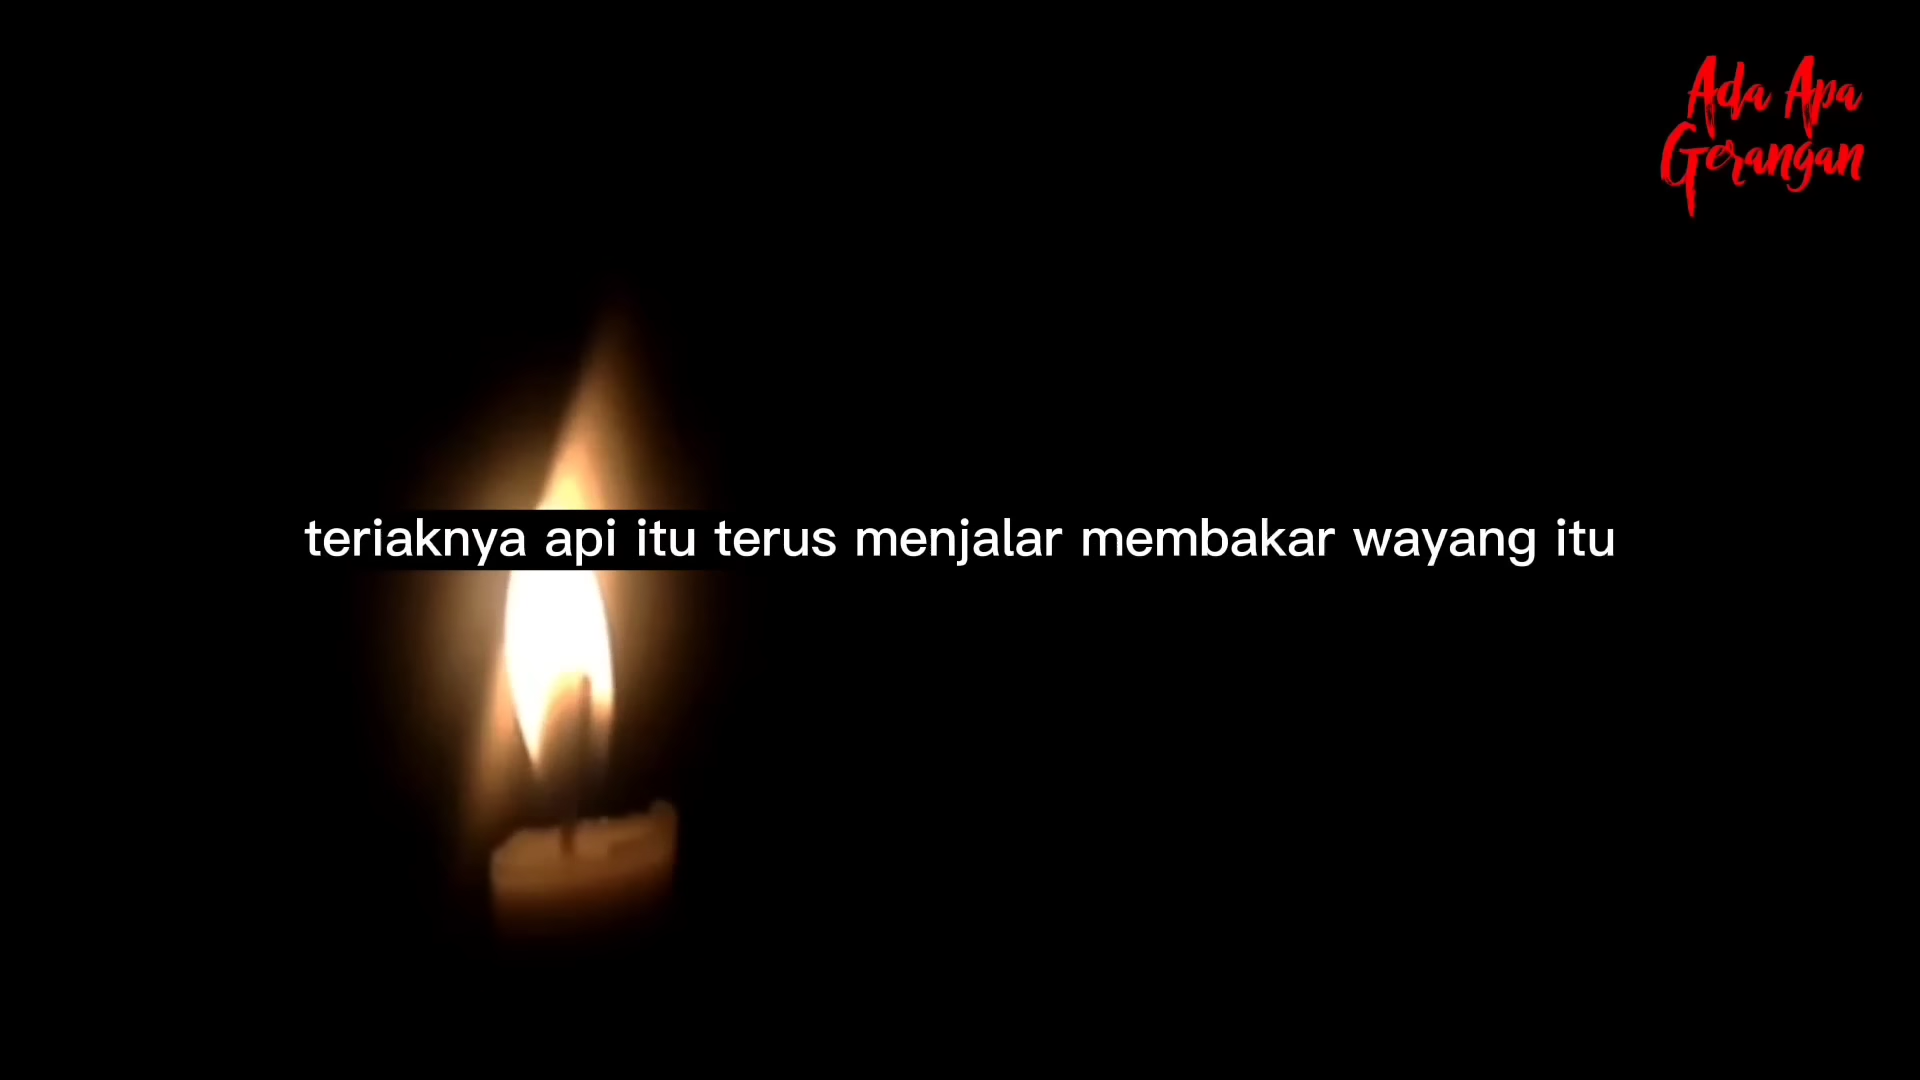 Ada Apa
Gerangan
teriaknya api itu terus menjalar membakar wayang itu